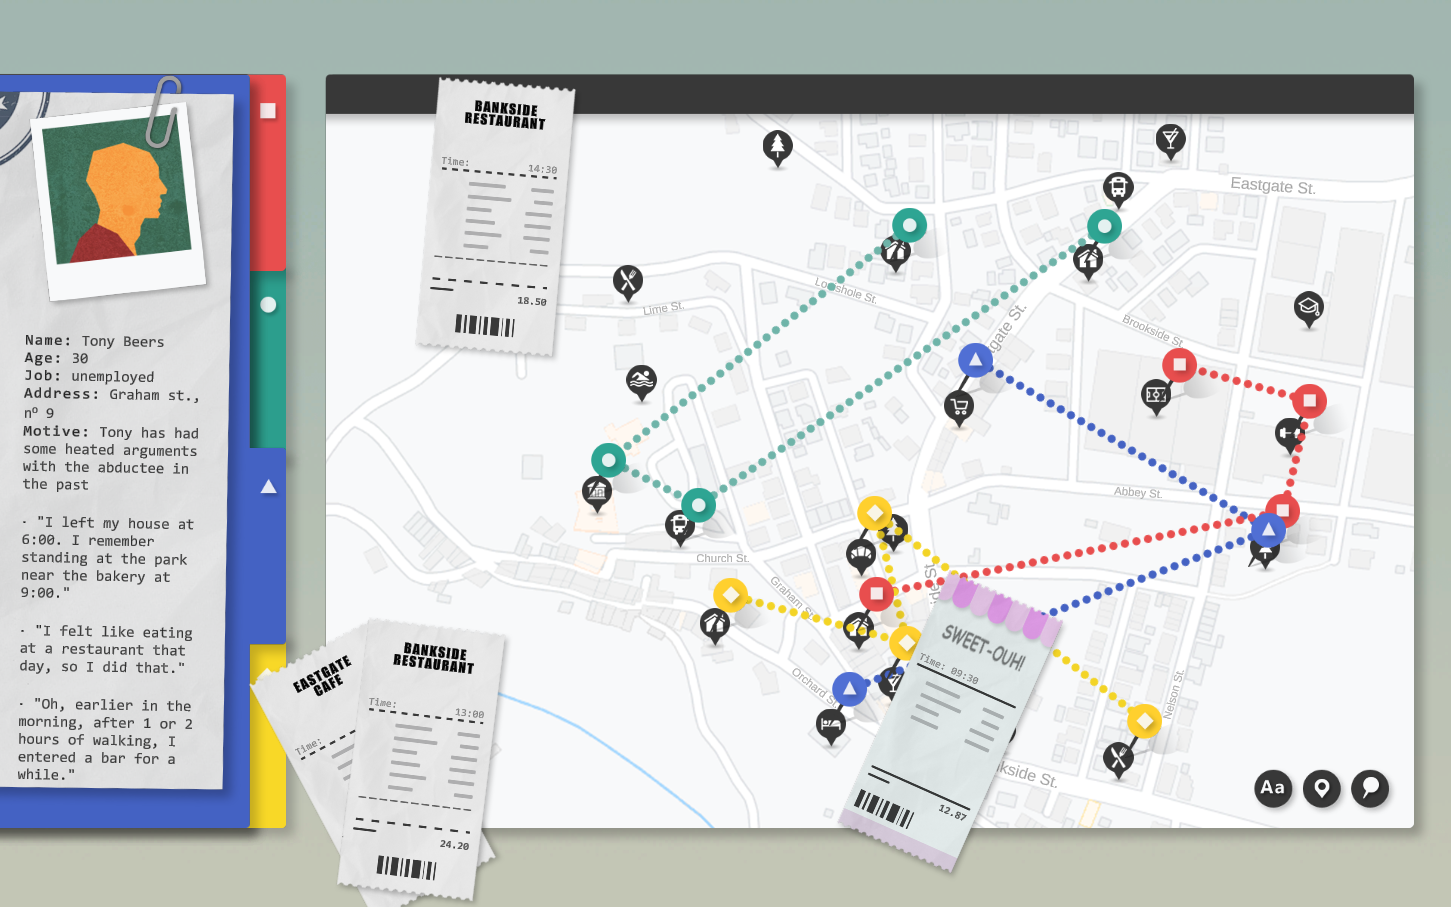 Name: Tony Beers
Age: 30
Job: unemployed
Address: Graham st.,
nº 9
Motive: Tony has had
some heated arguments
with the abductee in
the past
· "I left my house at
6:00. I remember
standing at the park
near the bakery at
9:00."
· "I felt like eating
at a restaurant that
day, so I did that."
· "Oh, earlier in the
morning, after 1 or 2
hours of walking, I
entered a bar for a
while."
BANKSIDE
RESTAURANT
Time: 14:30
18.50
EASTGATE
CAFE
Time:
BANKSIDE
RESTAURANT
Time: 13:00
24.20
SWEET-OUH!
Time: 09:30
12.87
Eastgate St.
Lime St.
St.
gate St.
Brookside St.
Abbey St.
Church St.
Graham St.
Orchard St.
Nelson St.
kside St.
Aa